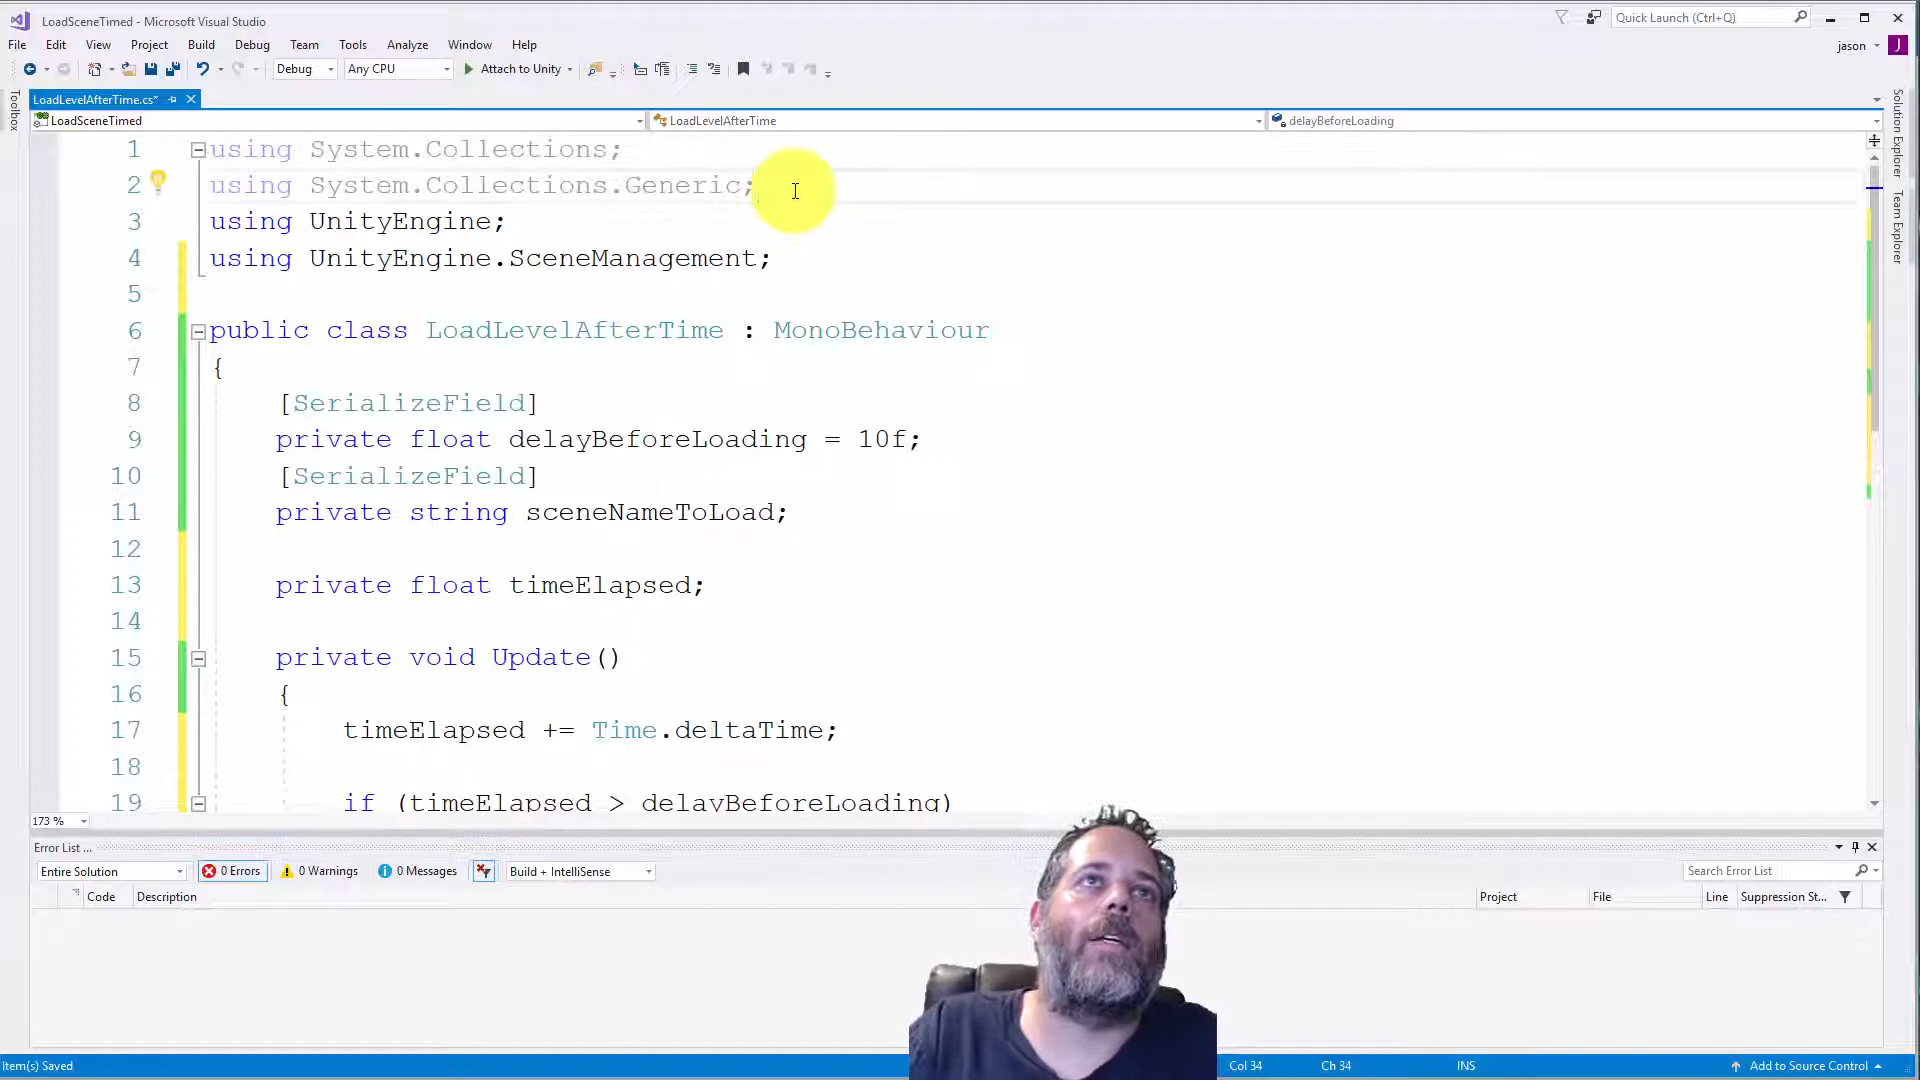 LoadSceneTimed - Microsoft Visual Studio
Quick Launch (Ctrl+Q)
File Edit View Project Build Debug Team Tools Analyze Window Help
jason J
Debug Any CPU Attach to Unity
Toolbox
LoadLevelAfterTime.cs*
LoadSceneTimed LoadLevelAfterTime delayBeforeLoading
Solution Explorer
Team Explorer
1 using System.Collections;
2 using System.Collections.Generic;
3 using UnityEngine;
4 using UnityEngine.SceneManagement;
5
6 public class LoadLevelAfterTime : MonoBehaviour
7 {
8 [SerializeField]
9 private float delayBeforeLoading = 10f;
10 [SerializeField]
11 private string sceneNameToLoad;
12
13 private float timeElapsed;
14
15 private void Update()
16 {
17 timeElapsed += Time.deltaTime;
18
19 if (timeElapsed > delayBeforeLoading)
173 %
Error List ...
Entire Solution 0 Errors 0 Warnings 0 Messages Build + IntelliSense Search Error List
Code Description Project File Line Suppression St...
Item(s) Saved Col 34 Ch 34 INS Add to Source Control